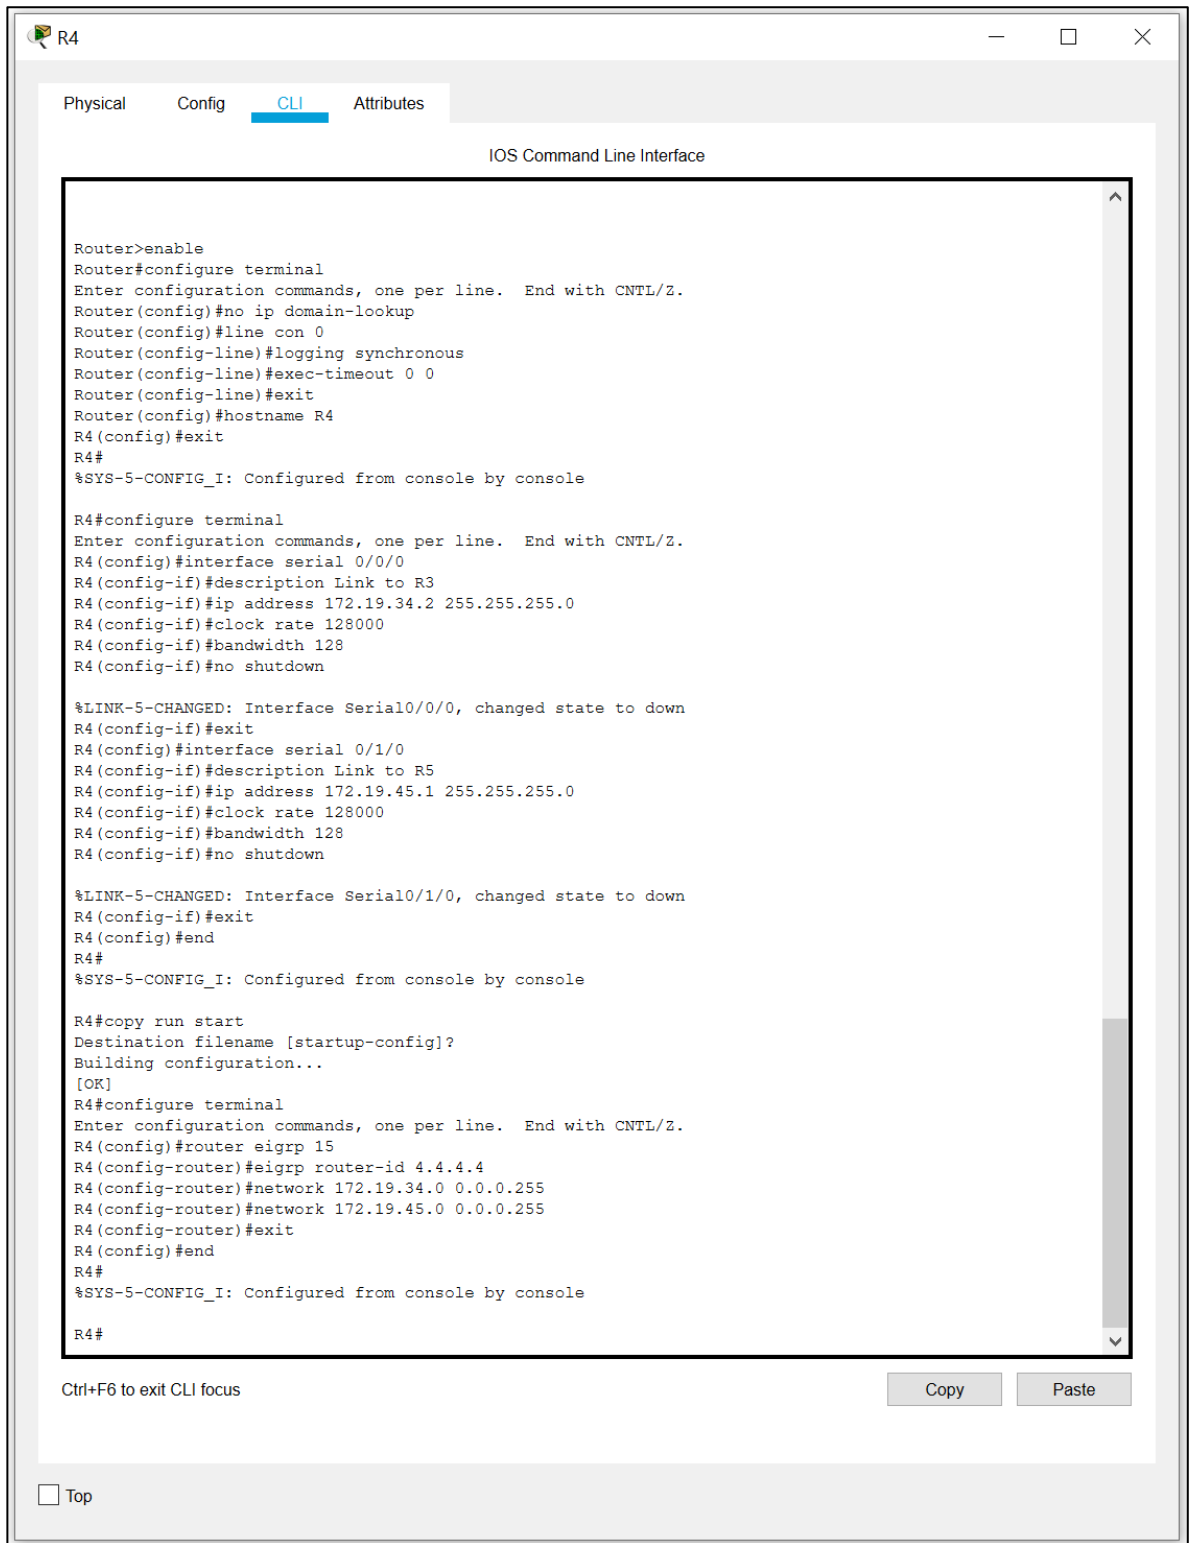 R4
Physical Config CLI Attributes
IOS Command Line Interface
Router>enable
Router#configure terminal
Enter configuration commands, one per line.  End with CNTL/Z.
Router(config)#no ip domain-lookup
Router(config)#line con 0
Router(config-line)#logging synchronous
Router(config-line)#exec-timeout 0 0
Router(config-line)#exit
Router(config)#hostname R4
R4(config)#exit
R4#
%SYS-5-CONFIG_I: Configured from console by console
R4#configure terminal
Enter configuration commands, one per line.  End with CNTL/Z.
R4(config)#interface serial 0/0/0
R4(config-if)#description Link to R3
R4(config-if)#ip address 172.19.34.2 255.255.255.0
R4(config-if)#clock rate 128000
R4(config-if)#bandwidth 128
R4(config-if)#no shutdown
%LINK-5-CHANGED: Interface Serial0/0/0, changed state to down
R4(config-if)#exit
R4(config)#interface serial 0/1/0
R4(config-if)#description Link to R5
R4(config-if)#ip address 172.19.45.1 255.255.255.0
R4(config-if)#clock rate 128000
R4(config-if)#bandwidth 128
R4(config-if)#no shutdown
%LINK-5-CHANGED: Interface Serial0/1/0, changed state to down
R4(config-if)#exit
R4(config)#end
R4#
%SYS-5-CONFIG_I: Configured from console by console
R4#copy run start
Destination filename [startup-config]?
Building configuration...
[OK]
R4#configure terminal
Enter configuration commands, one per line.  End with CNTL/Z.
R4(config)#router eigrp 15
R4(config-router)#eigrp router-id 4.4.4.4
R4(config-router)#network 172.19.34.0 0.0.0.255
R4(config-router)#network 172.19.45.0 0.0.0.255
R4(config-router)#exit
R4(config)#end
R4#
%SYS-5-CONFIG_I: Configured from console by console
R4#
Ctrl+F6 to exit CLI focus Copy Paste
Top